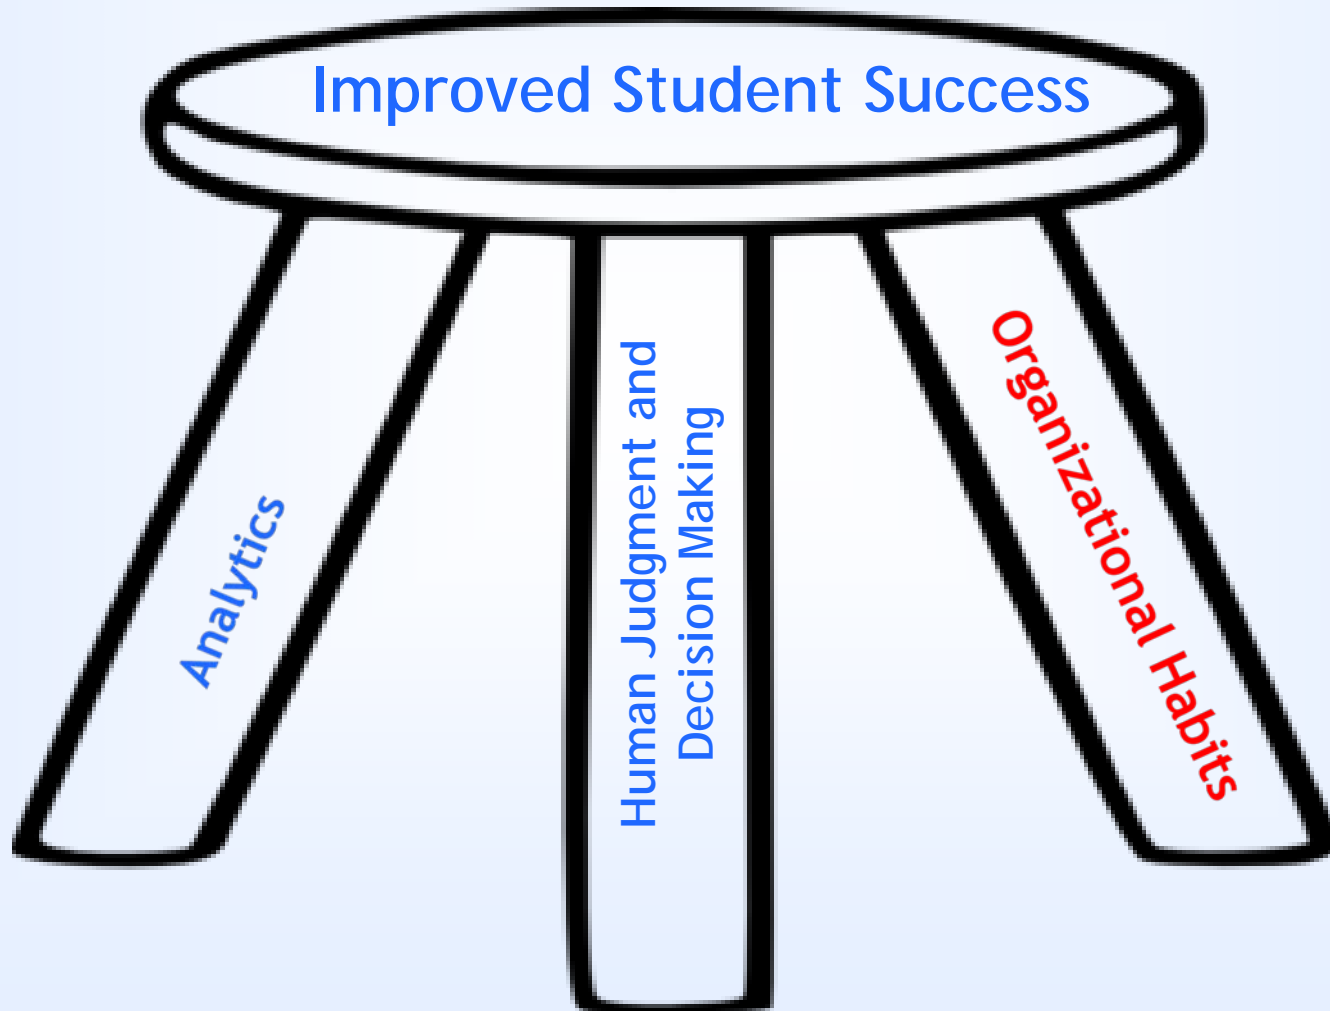 Improved Student Success
Analytics
Human Judgment and
Decision Making
Organizational Habits